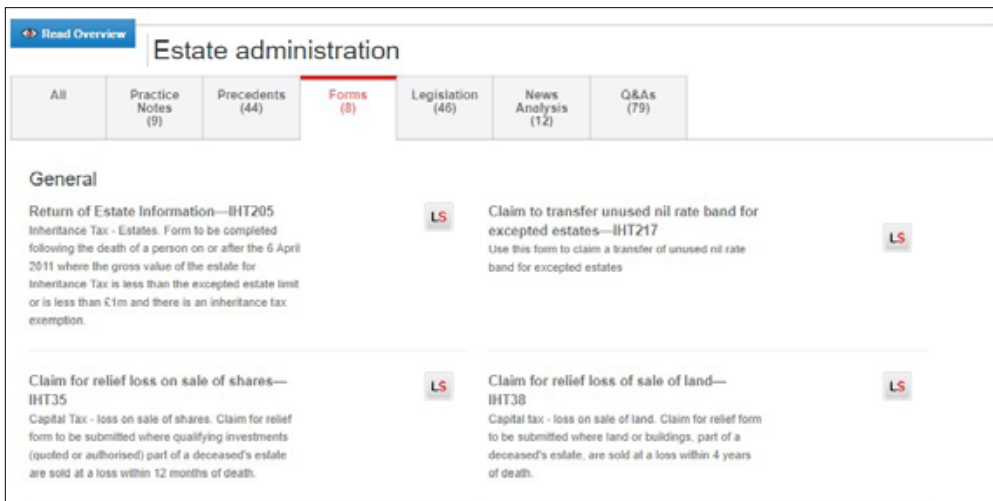 Read Overview
Estate administration
All
Practice
Notes
(9)
Precedents
(44)
Forms
(8)
Legislation
(46)
News
Analysis
(12)
Q&As
(79)
General
Return of Estate Information—IHT205
Inheritance Tax - Estates. Form to be completed
following the death of a person on or after the 6 April
2011 where the gross value of the estate for
Inheritance Tax is less than the excepted estate limit
or is less than £1m and there is an inheritance tax
exemption.
LS
Claim to transfer unused nil rate band for
excepted estates—IHT217
Use this form to claim a transfer of unused nil rate
band for excepted estates
LS
Claim for relief loss on sale of shares—
IHT35
Capital Tax - loss on sale of shares. Claim for relief
form to be submitted where qualifying investments
(quoted or authorised) part of a deceased's estate
are sold at a loss within 12 months of death.
LS
Claim for relief loss of sale of land—
IHT38
Capital tax - loss on sale of land. Claim for relief form
to be submitted where land or buildings, part of a
deceased's estate, are sold at a loss within 4 years
of death.
LS